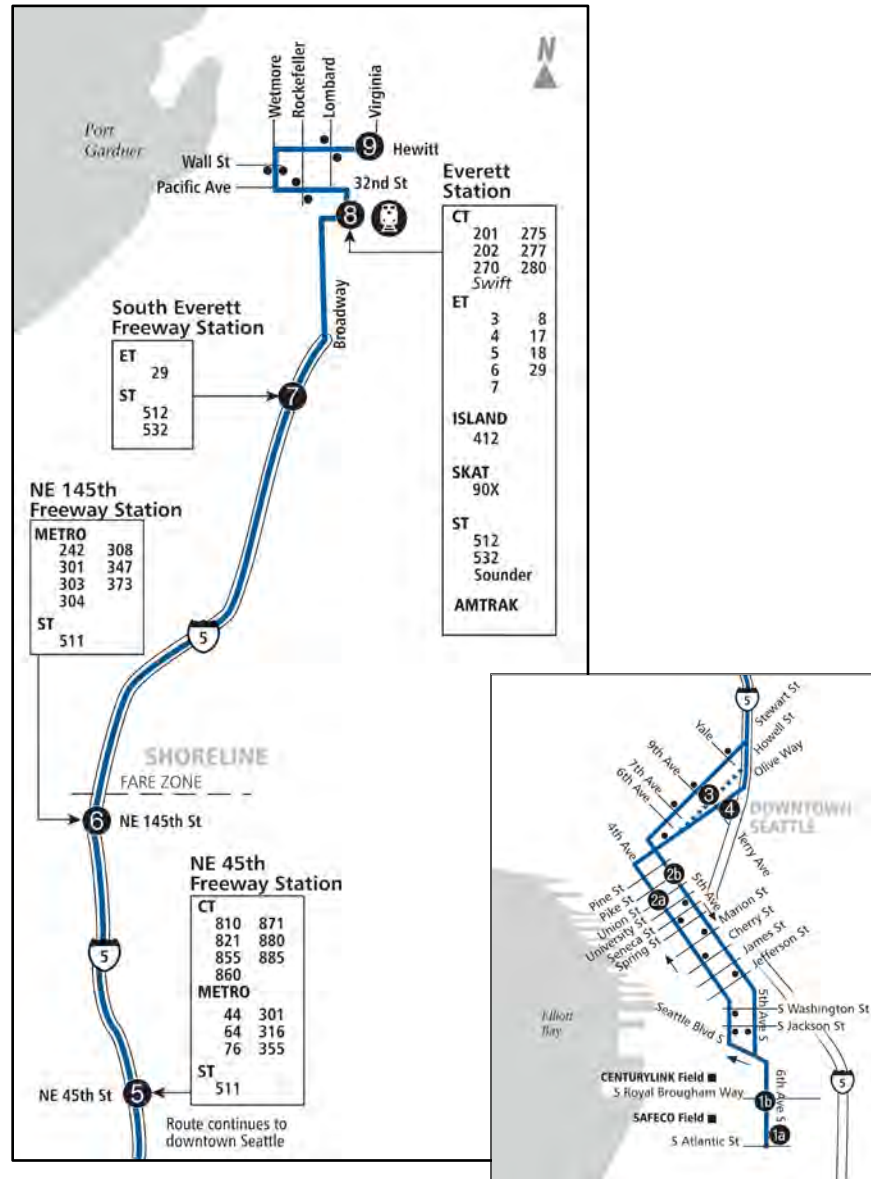 N
Wetmore
Rockefeller
Lombard
Virginia
Port
Gardner
9
Hewitt
Wall St
Pacific Ave
32nd St
8
Everett
Station
CT
201 275
202 277
270 280
Swift
ET
3 8
4 17
5 18
6 29
7
ISLAND
412
SKAT
90X
ST
512
532
Sounder
AMTRAK
Broadway
South Everett
Freeway Station
ET
29
ST
512
532
7
NE 145th
Freeway Station
METRO
242 308
301 347
303 373
304
ST
511
5
SHORELINE
FARE ZONE
6
NE 145th St
NE 45th
Freeway Station
CT
810 871
821 880
855 885
860
METRO
44 301
64 316
76 355
ST
511
5
NE 45th St
5
Route continues to
downtown Seattle
5
Stewart St
Howell St
Olive Way
Yale
9th Ave
7th Ave
6th Ave
3
4
DOWNTOWN
SEATTLE
4th Ave
Terry Ave
2b
2a
5th Ave
Pine St
Pike St
Union St
University St
Seneca St
Spring St
Marion St
Cherry St
James St
Jefferson St
Elliott
Bay
Seattle Blvd S
5th Ave S
S Washington St
S Jackson St
CENTURYLINK Field
S Royal Brougham Way
1b
6th Ave S
5
SAFECO Field
S Atlantic St
1a